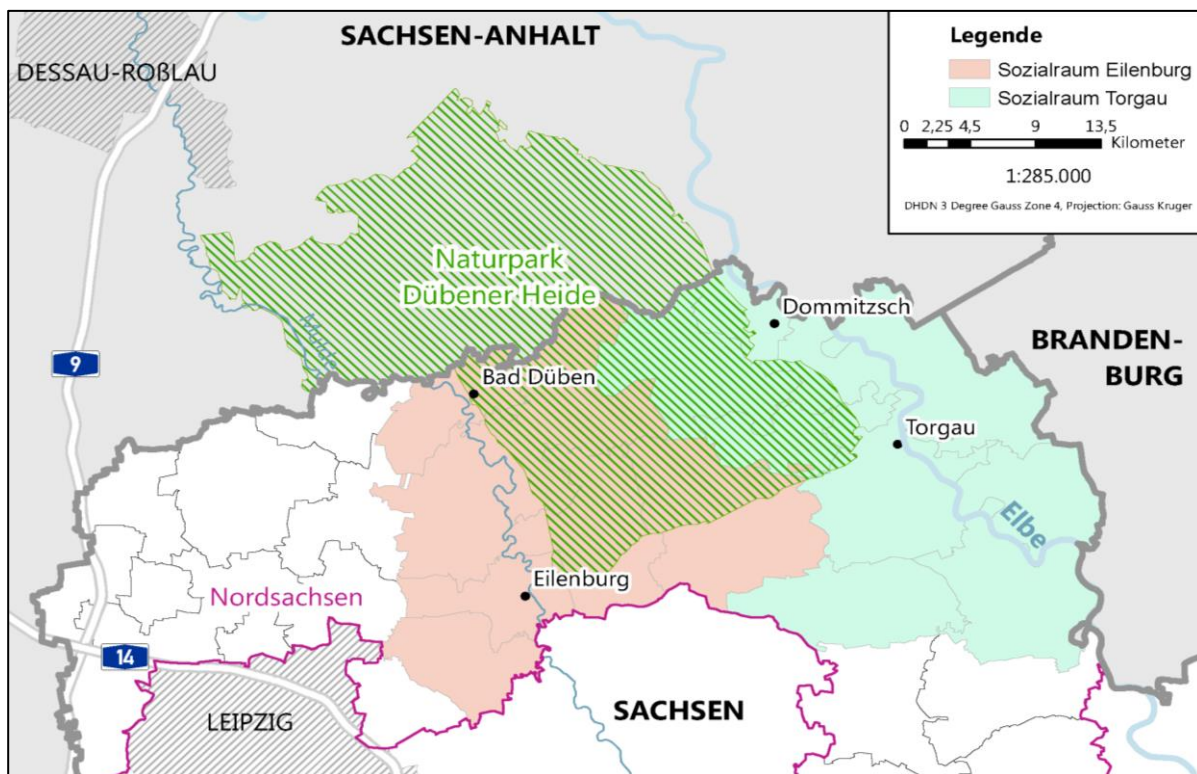 SACHSEN-ANHALT
DESSAU-ROßLAU
Legende
Sozialraum Eilenburg
Sozialraum Torgau
0 2,25 4,5 9 13,5
Kilometer
1:285.000
DHDN 3 Degree Gauss Zone 4, Projection: Gauss Kruger
Naturpark
Dübener Heide
Mulde
Dommitzsch
BRANDEN-
BURG
9
Bad Düben
Torgau
Elbe
Eilenburg
Nordsachsen
14
LEIPZIG
SACHSEN